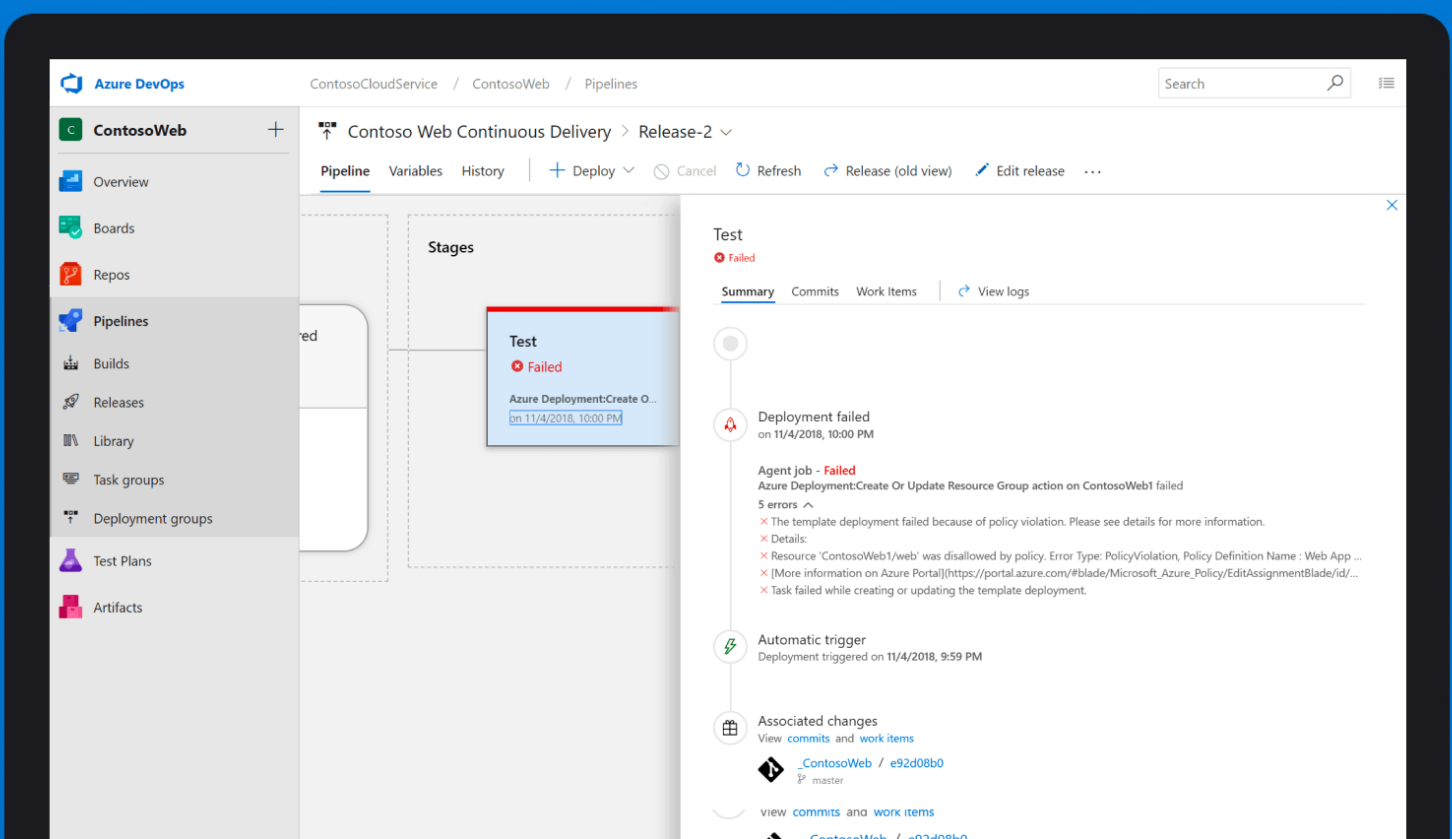 Azure DevOps
ContosoCloudService / ContosoWeb / Pipelines
Search
C ContosoWeb
Contoso Web Continuous Delivery > Release-2
Pipeline Variables History Deploy Cancel Refresh Release (old view) Edit release ...
Overview
Boards
Repos
Pipelines
Builds
Releases
Library
Task groups
Deployment groups
Test Plans
Artifacts
Stages
Test
Failed
Azure Deployment:Create O...
on 11/4/2018, 10:00 PM
Test
Failed
Summary Commits Work Items View logs
Deployment failed
on 11/4/2018, 10:00 PM
Agent job - Failed
Azure Deployment:Create Or Update Resource Group action on ContosoWeb1 failed
5 errors
The template deployment failed because of policy violation. Please see details for more information.
Details:
Resource 'ContosoWeb1/web' was disallowed by policy. Error Type: PolicyViolation, Policy Definition Name : Web App ...
[More information on Azure Portal](https://portal.azure.com/#blade/Microsoft_Azure_Policy/EditAssignmentBlade/id/...
Task failed while creating or updating the template deployment.
Automatic trigger
Deployment triggered on 11/4/2018, 9:59 PM
Associated changes
View commits and work items
_ContosoWeb / e92d08b0
master
View commits and work items
_ContosoWeb / e92d08b0